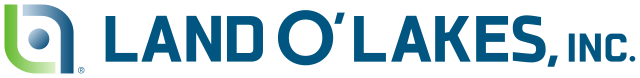 ® LAND O'LAKES, INC.